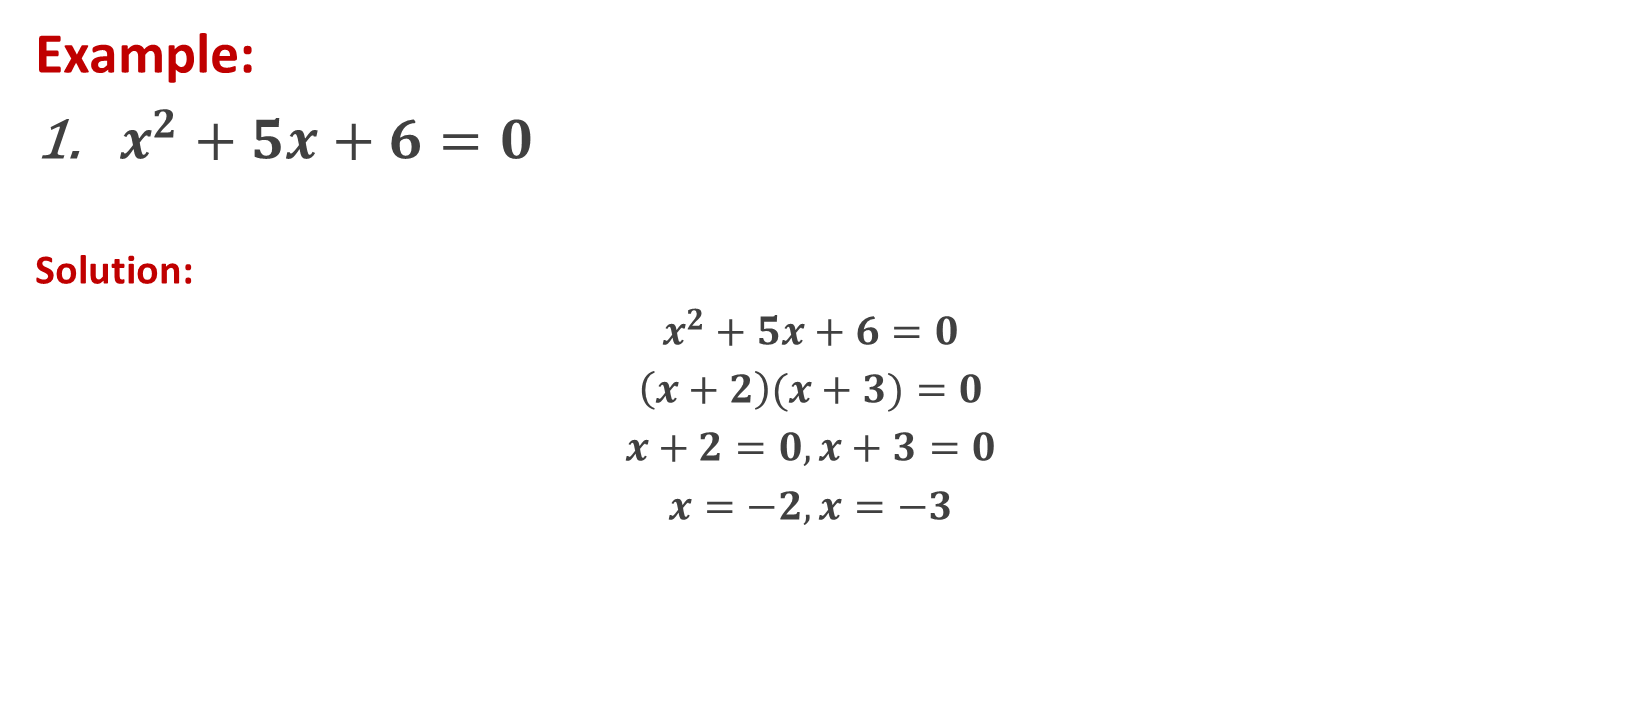 Example:
1. x² + 5x + 6 = 0
Solution:
x² + 5x + 6 = 0
(x + 2)(x + 3) = 0
x + 2 = 0, x + 3 = 0
x = −2, x = −3